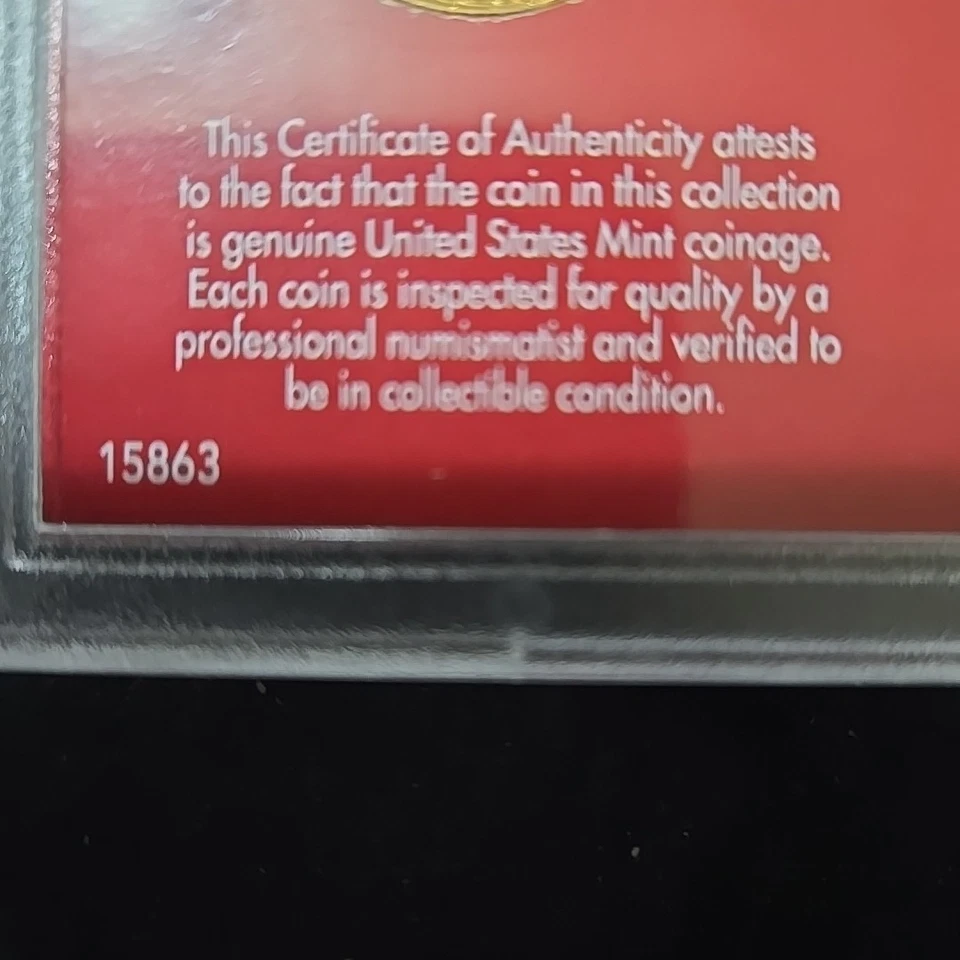 This Certificate of Authenticity attests
to the fact that the coin in this collection
is genuine United States Mint coinage.
Each coin is inspected for quality by a
professional numismatist and verified to
be in collectible condition.
15863